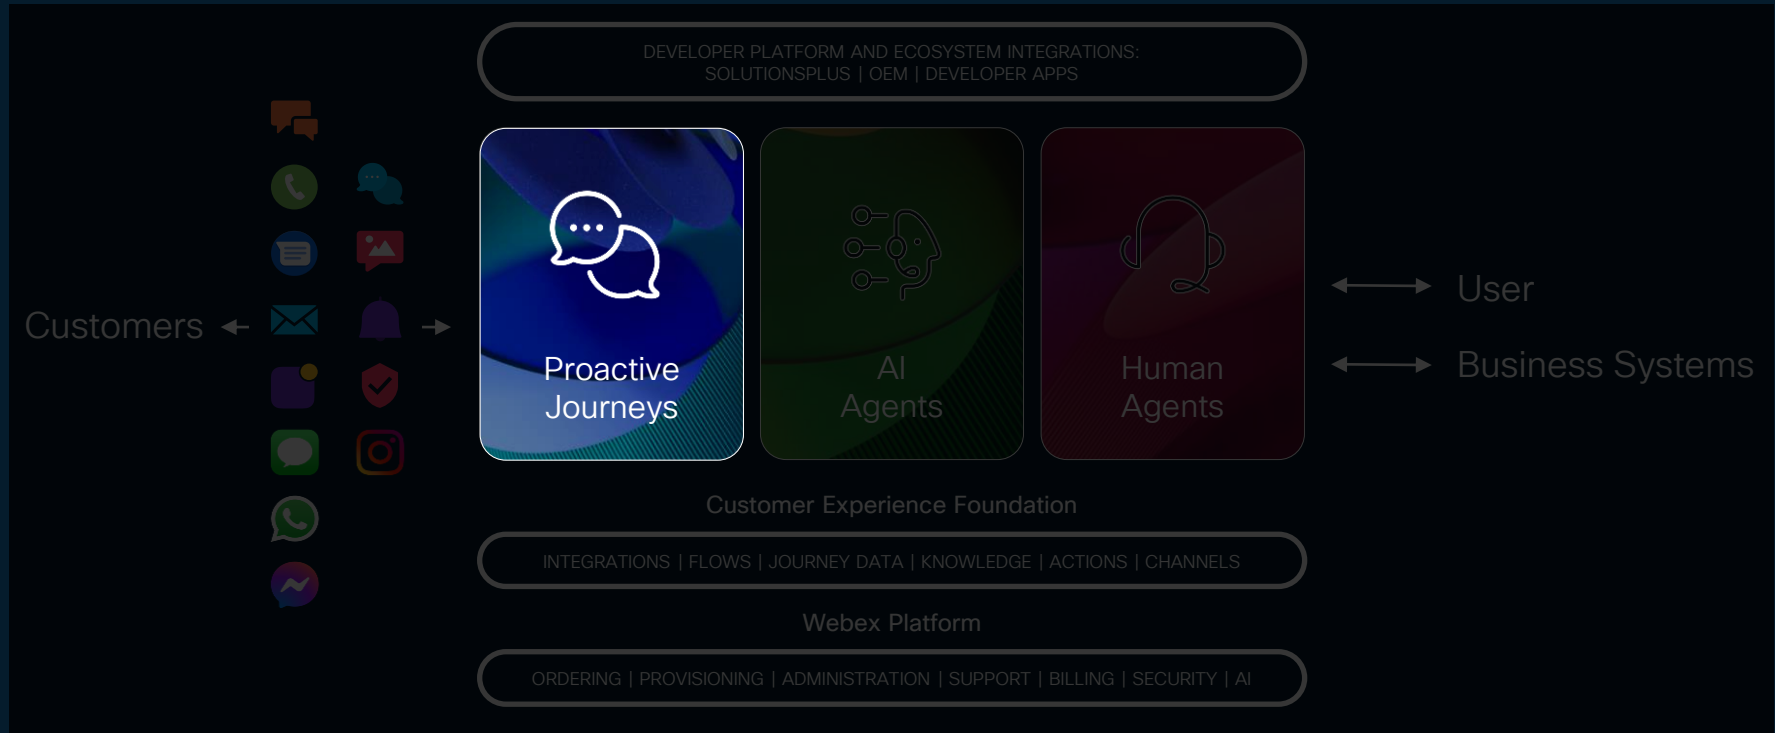 DEVELOPER PLATFORM AND ECOSYSTEM INTEGRATIONS:
SOLUTIONSPLUS | OEM | DEVELOPER APPS
Customers
Proactive
Journeys
AI
Agents
Human
Agents
User
Business Systems
Customer Experience Foundation
INTEGRATIONS | FLOWS | JOURNEY DATA | KNOWLEDGE | ACTIONS | CHANNELS
Webex Platform
ORDERING | PROVISIONING | ADMINISTRATION | SUPPORT | BILLING | SECURITY | AI